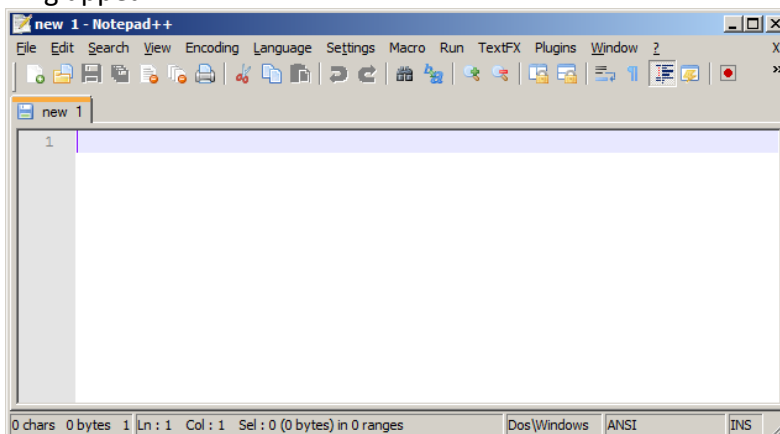 new 1 - Notepad++
File Edit Search View Encoding Language Settings Macro Run TextFX Plugins Window ? X
new 1
1
0 chars 0 bytes 1 Ln : 1 Col : 1 Sel : 0 (0 bytes) in 0 ranges Dos\Windows ANSI INS